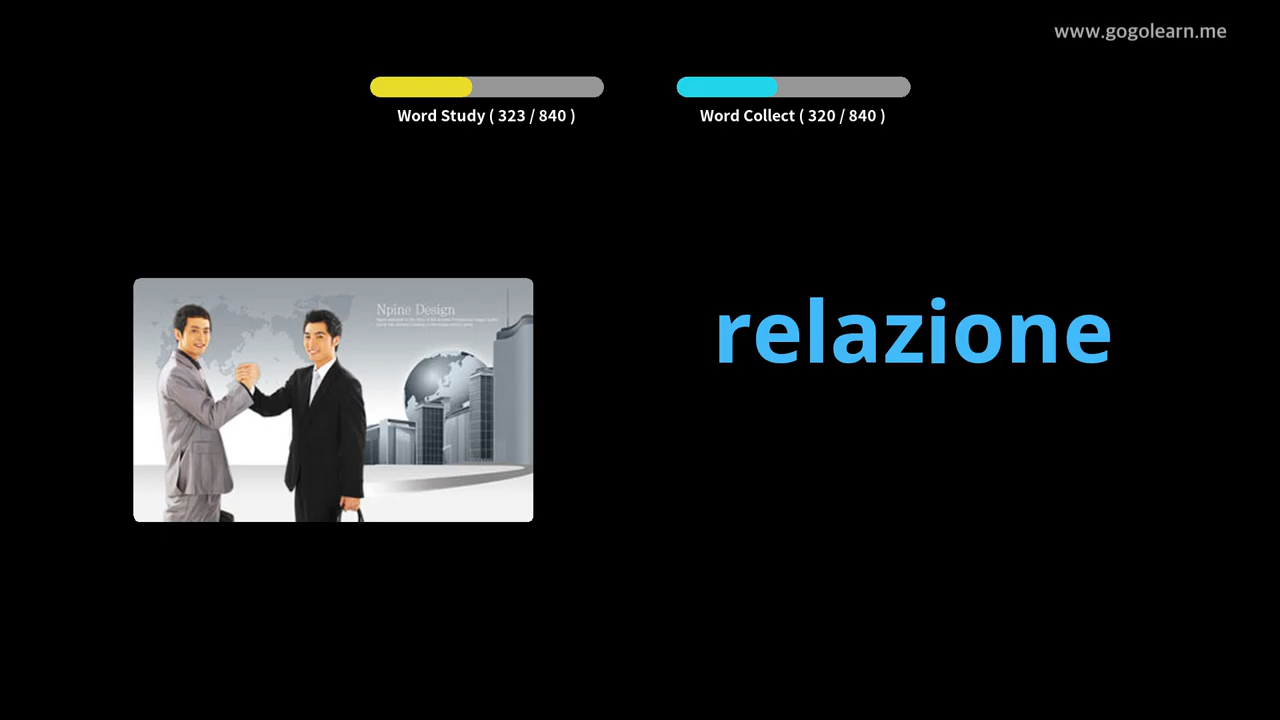 www.gogolearn.me
Word Study ( 323 / 840 )
Word Collect ( 320 / 840 )
Npine Design
relazione